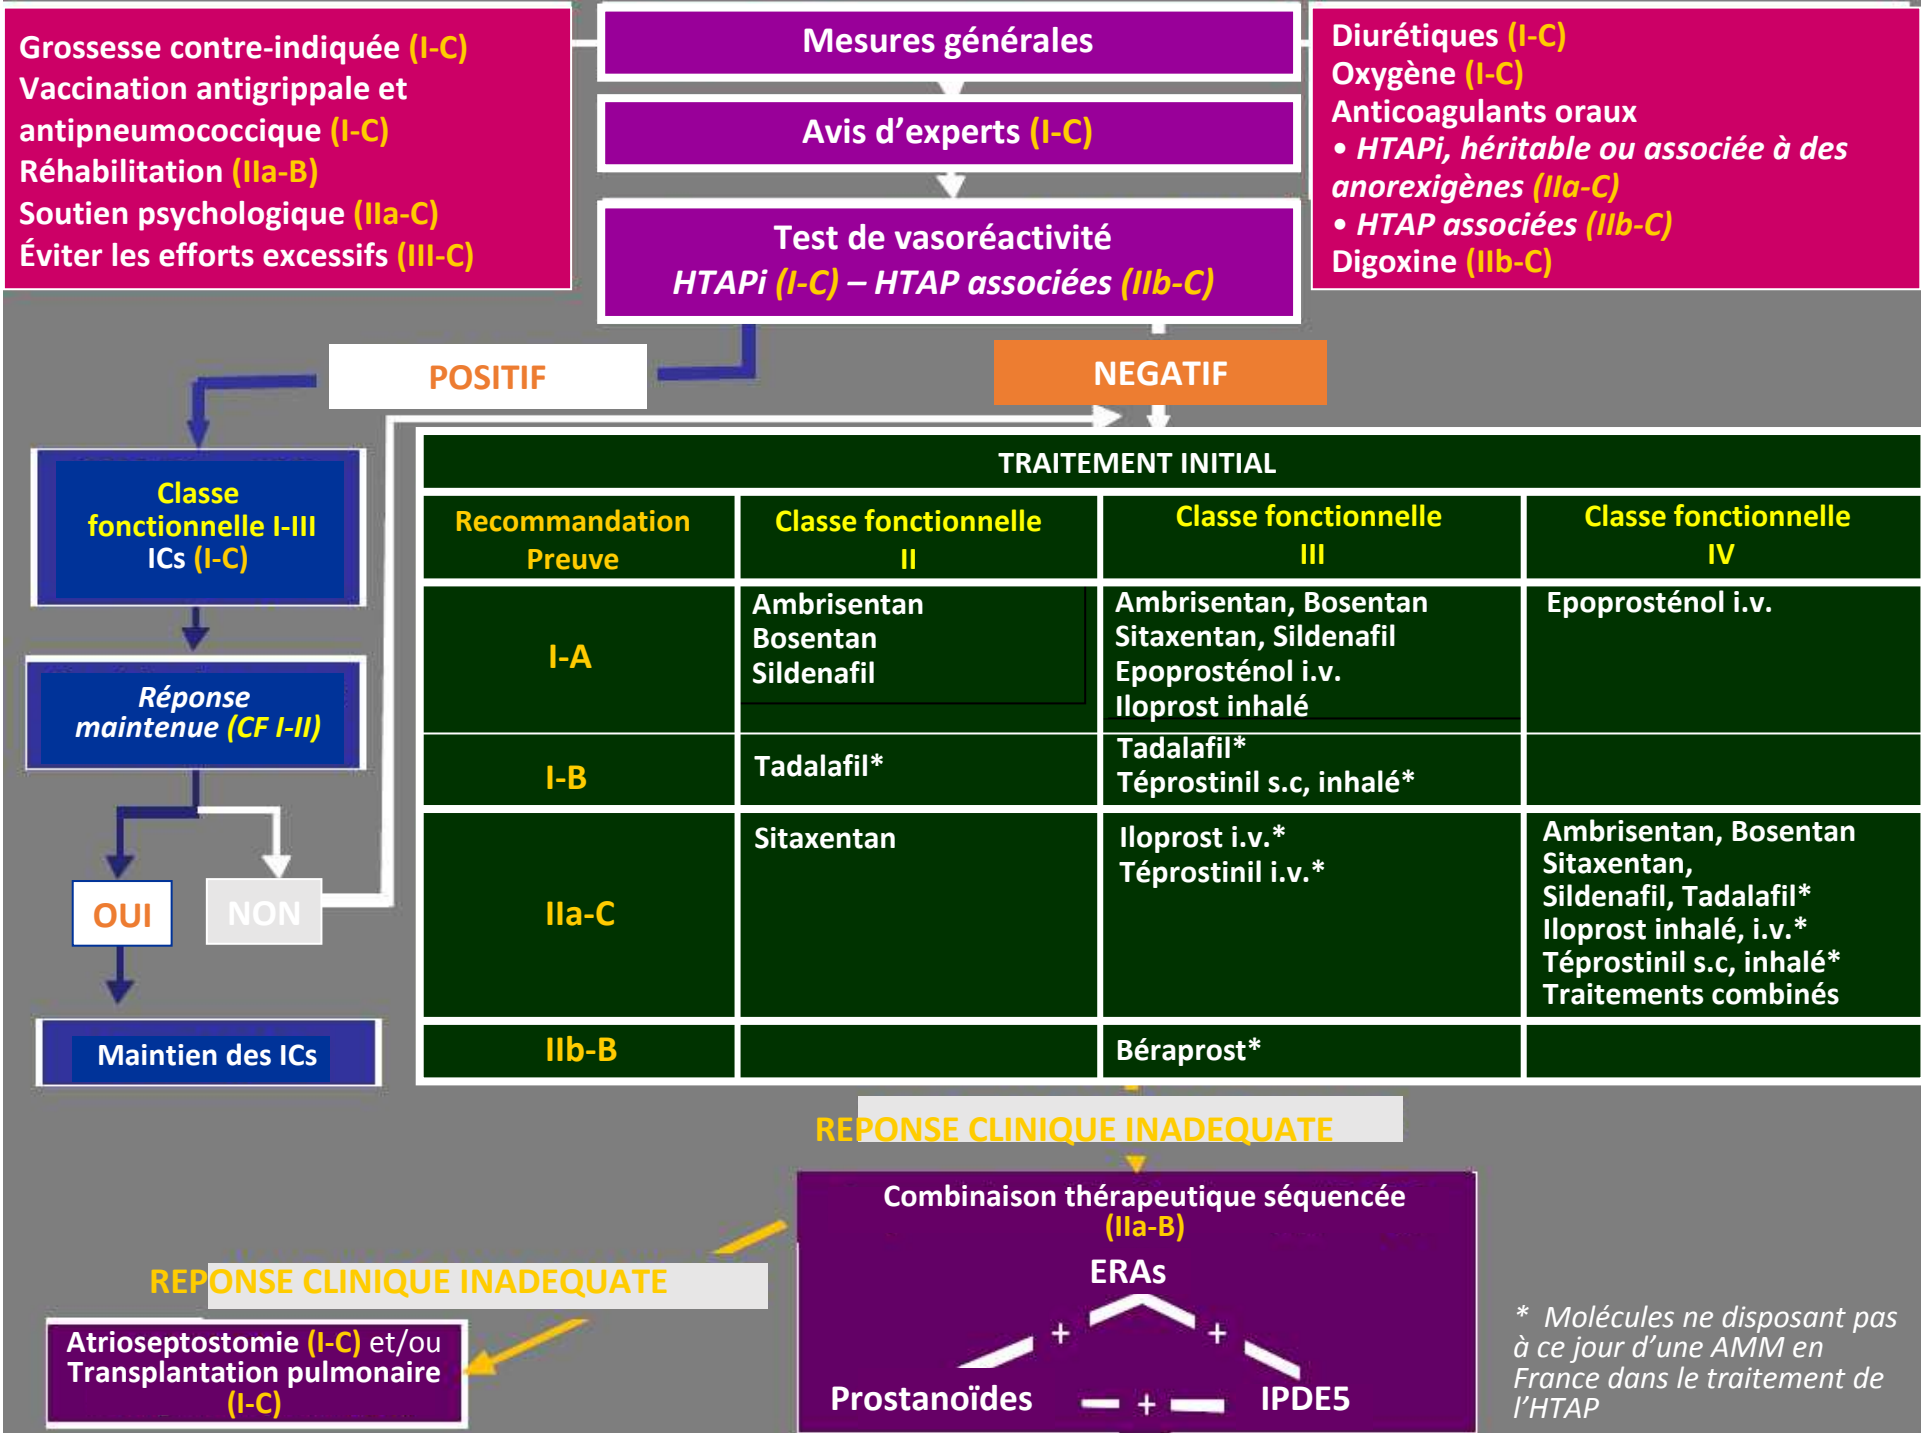 Grossesse contre-indiquée (I-C)
Vaccination antigrippale et
antipneumococcique (I-C)
Réhabilitation (IIa-B)
Soutien psychologique (IIa-C)
Éviter les efforts excessifs (III-C)
Mesures générales
Avis d’experts (I-C)
Test de vasoréactivité
HTAPi (I-C) – HTAP associées (IIb-C)
Diurétiques (I-C)
Oxygène (I-C)
Anticoagulants oraux
• HTAPi, héritable ou associée à des
anorexigènes (IIa-C)
• HTAP associées (IIb-C)
Digoxine (IIb-C)
POSITIF
NEGATIF
Classe
fonctionnelle I-III
ICs (I-C)
Réponse
maintenue (CF I-II)
OUI
NON
Maintien des ICs
TRAITEMENT INITIAL
Recommandation
Preuve
Classe fonctionnelle
II
Classe fonctionnelle
III
Classe fonctionnelle
IV
I-A
Ambrisentan
Bosentan
Sildenafil
Ambrisentan, Bosentan
Sitaxentan, Sildenafil
Epoprosténol i.v.
Iloprost inhalé
Epoprosténol i.v.
I-B
Tadalafil*
Tadalafil*
Téprostinil s.c, inhalé*
IIa-C
Sitaxentan
Iloprost i.v.*
Téprostinil i.v.*
Ambrisentan, Bosentan
Sitaxentan,
Sildenafil, Tadalafil*
Iloprost inhalé, i.v.*
Téprostinil s.c, inhalé*
Traitements combinés
IIb-B
Béraprost*
REPONSE CLINIQUE INADEQUATE
Combinaison thérapeutique séquencée
(IIa-B)
ERAs
+ +
Prostanoïdes + IPDE5
REPONSE CLINIQUE INADEQUATE
Atrioseptostomie (I-C) et/ou
Transplantation pulmonaire
(I-C)
* Molécules ne disposant pas
à ce jour d’une AMM en
France dans le traitement de
l’HTAP